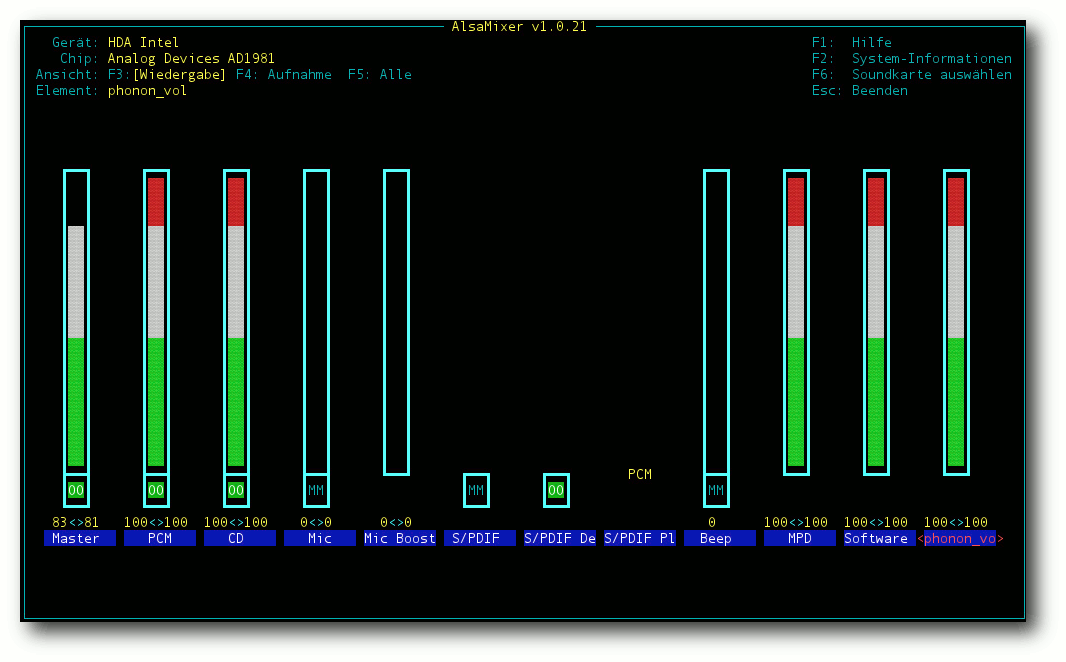 AlsaMixer v1.0.21
Gerät: HDA Intel F1: Hilfe
Chip: Analog Devices AD1981 F2: System-Informationen
Ansicht: F3:[Wiedergabe] F4: Aufnahme F5: Alle F6: Soundkarte auswählen
Element: phonon_vol Esc: Beenden
PCM
OO OO OO MM MM OO MM
83<>81 100<>100 100<>100 0<>0 0<>0 0 100<>100 100<>100 100<>100
Master PCM CD Mic Mic Boost S/PDIF S/PDIF De S/PDIF Pl Beep MPD Software <phonon_vo>